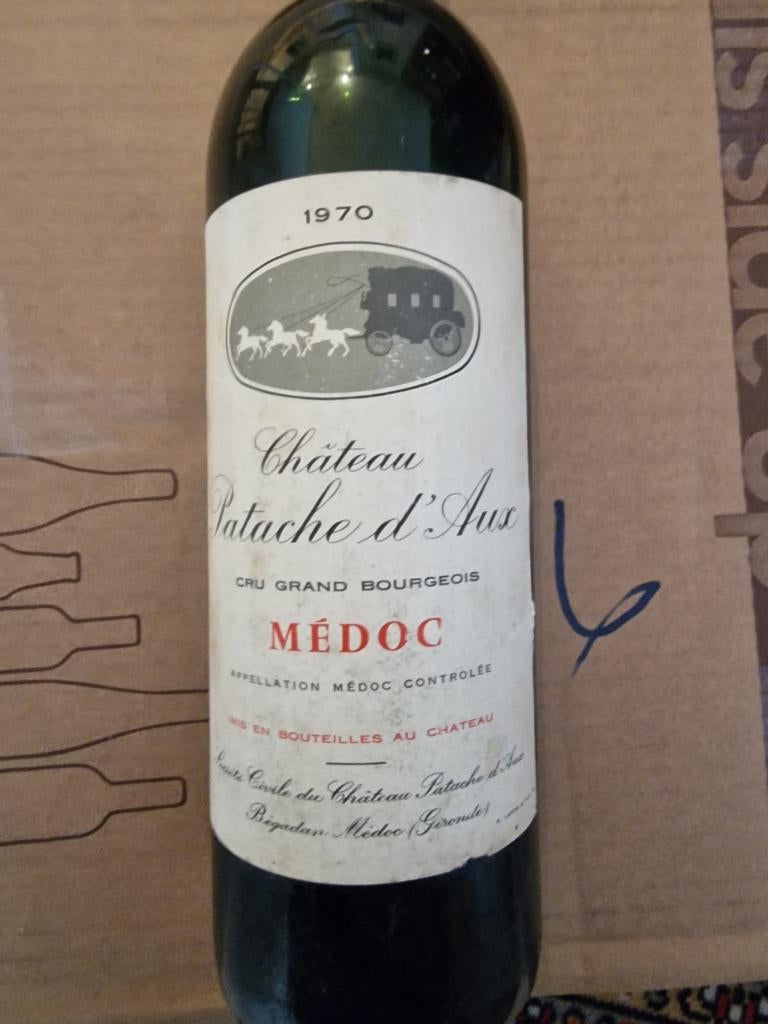 1970
Château
Patache d'Aux
CRU GRAND BOURGEOIS
MÉDOC
APPELLATION MÉDOC CONTROLÉE
MIS EN BOUTEILLES AU CHATEAU
Société Civile du Château Patache d'Aux
Bégadan-Médoc (Gironde)
6